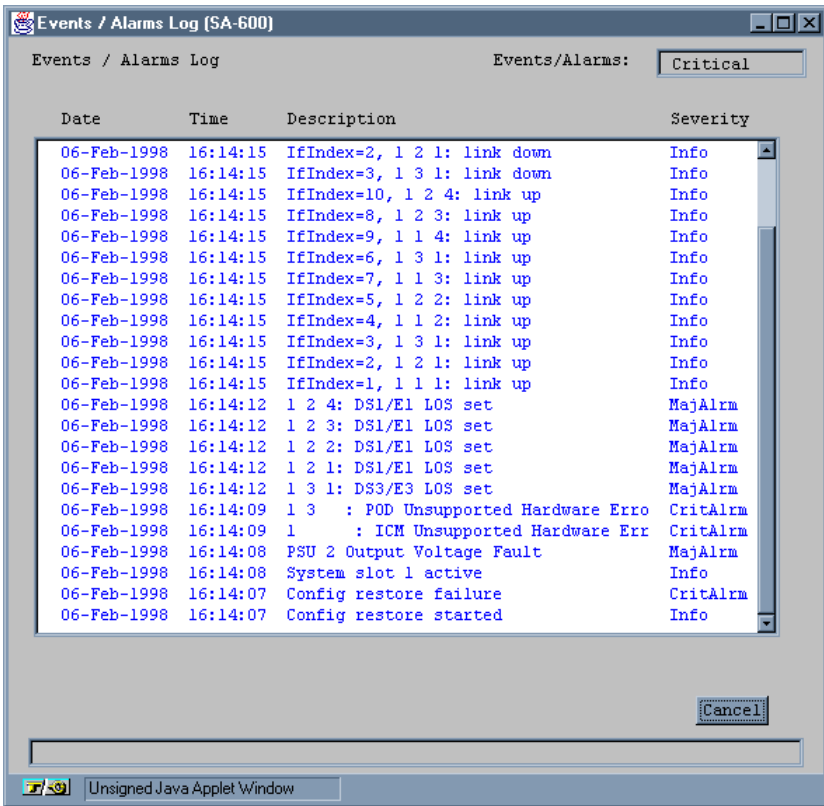 Events / Alarms Log (SA-600)
Events / Alarms Log Events/Alarms: Critical
Date Time Description Severity
06-Feb-1998 16:14:15 IfIndex=2, 1 2 1: link down Info
06-Feb-1998 16:14:15 IfIndex=3, 1 3 1: link down Info
06-Feb-1998 16:14:15 IfIndex=10, 1 2 4: link up Info
06-Feb-1998 16:14:15 IfIndex=8, 1 2 3: link up Info
06-Feb-1998 16:14:15 IfIndex=9, 1 1 4: link up Info
06-Feb-1998 16:14:15 IfIndex=6, 1 3 1: link up Info
06-Feb-1998 16:14:15 IfIndex=7, 1 1 3: link up Info
06-Feb-1998 16:14:15 IfIndex=5, 1 2 2: link up Info
06-Feb-1998 16:14:15 IfIndex=4, 1 1 2: link up Info
06-Feb-1998 16:14:15 IfIndex=3, 1 3 1: link up Info
06-Feb-1998 16:14:15 IfIndex=2, 1 2 1: link up Info
06-Feb-1998 16:14:15 IfIndex=1, 1 1 1: link up Info
06-Feb-1998 16:14:12 1 2 4: DS1/E1 LOS set MajAlrm
06-Feb-1998 16:14:12 1 2 3: DS1/E1 LOS set MajAlrm
06-Feb-1998 16:14:12 1 2 2: DS1/E1 LOS set MajAlrm
06-Feb-1998 16:14:12 1 2 1: DS1/E1 LOS set MajAlrm
06-Feb-1998 16:14:12 1 3 1: DS3/E3 LOS set MajAlrm
06-Feb-1998 16:14:09 1 3 : POD Unsupported Hardware Erro CritAlrm
06-Feb-1998 16:14:09 1 : ICM Unsupported Hardware Err CritAlrm
06-Feb-1998 16:14:08 PSU 2 Output Voltage Fault MajAlrm
06-Feb-1998 16:14:08 System slot 1 active Info
06-Feb-1998 16:14:07 Config restore failure CritAlrm
06-Feb-1998 16:14:07 Config restore started Info
Cancel
Unsigned Java Applet Window